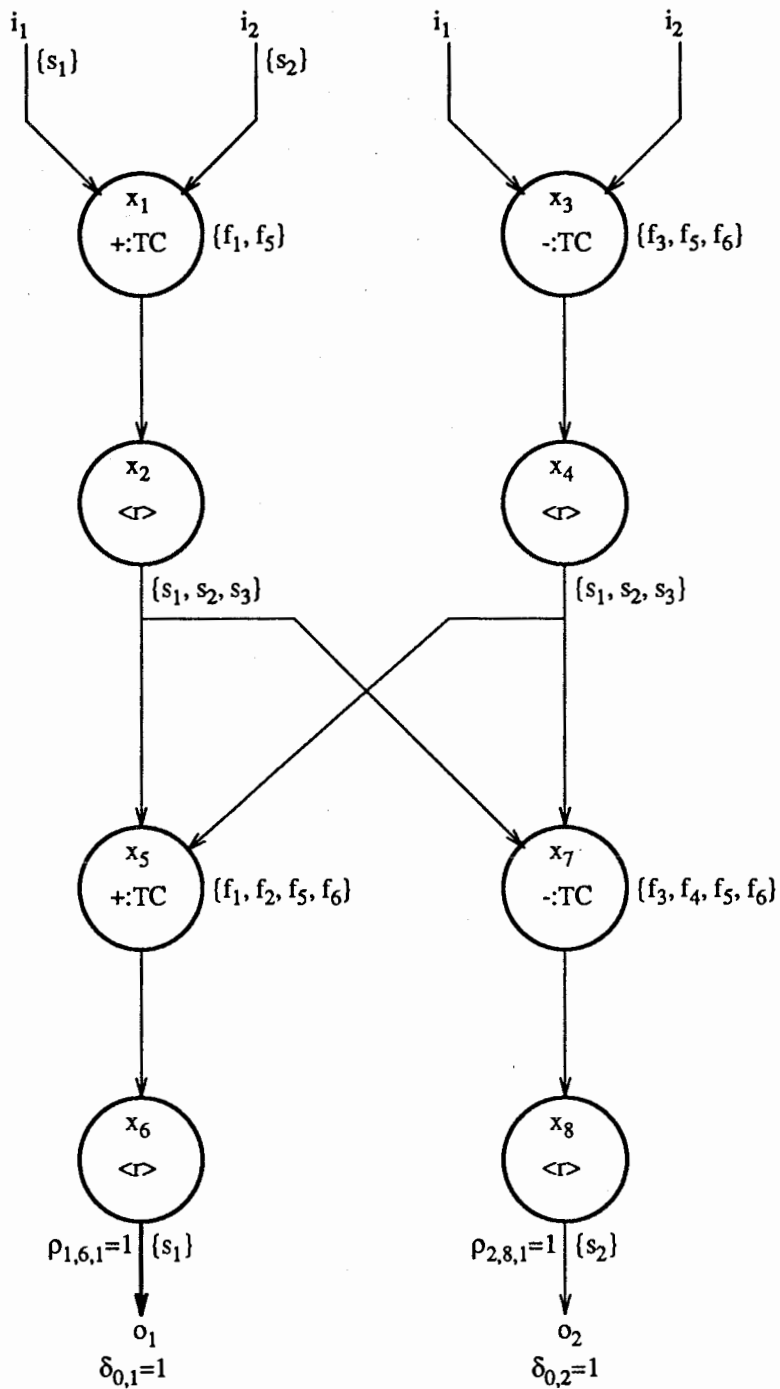 i₁ i₂ i₁ i₂
{s₁} {s₂}
x₁ x₃
+:TC {f₁, f₅} -:TC {f₃, f₅, f₆}
x₂ x₄
<r> <r>
{s₁, s₂, s₃} {s₁, s₂, s₃}
x₅ x₇
+:TC {f₁, f₂, f₅, f₆} -:TC {f₃, f₄, f₅, f₆}
x₆ x₈
<r> <r>
ρ₁,₆,₁=1 {s₁} ρ₂,₈,₁=1 {s₂}
o₁ o₂
δ₀,₁=1 δ₀,₂=1